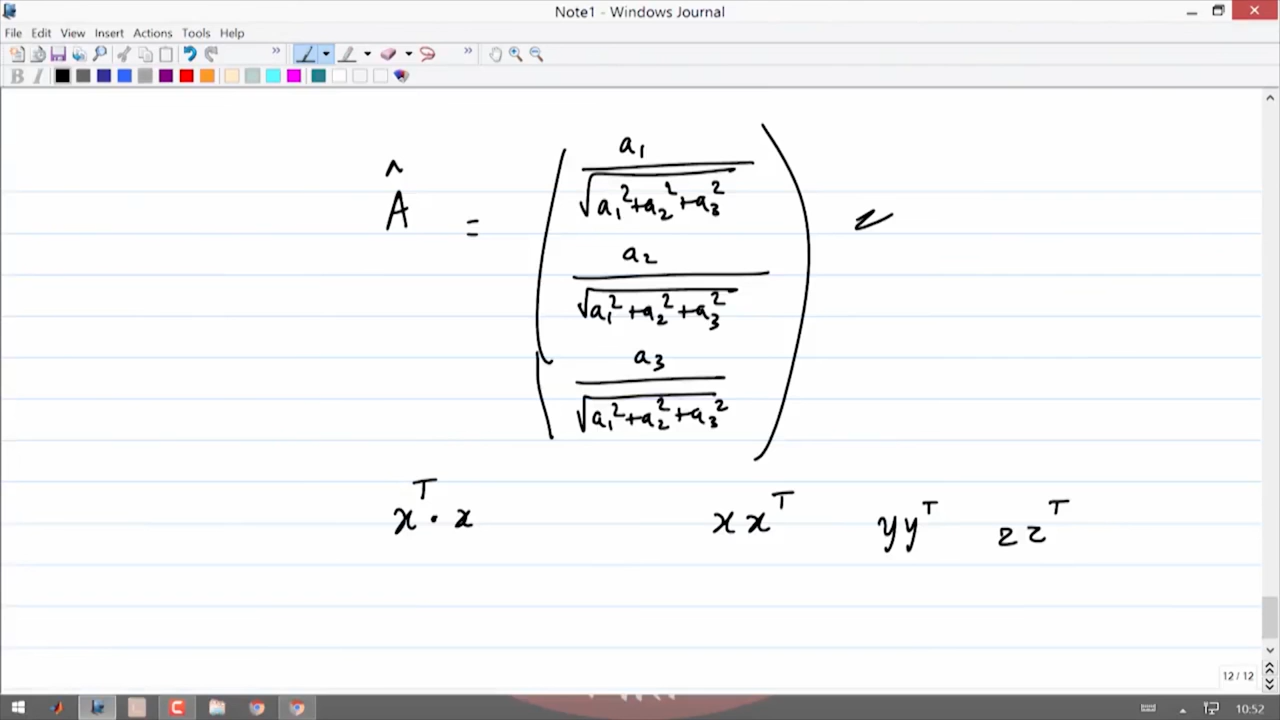 Note1 - Windows Journal
File Edit View Insert Actions Tools Help
B I
a₁
√a₁²+a₂²+a₃²
Â =
a₂
√a₁²+a₂²+a₃²
a₃
√a₁²+a₂²+a₃²
xᵀ·x xxᵀ yyᵀ zzᵀ
12 / 12
10:52